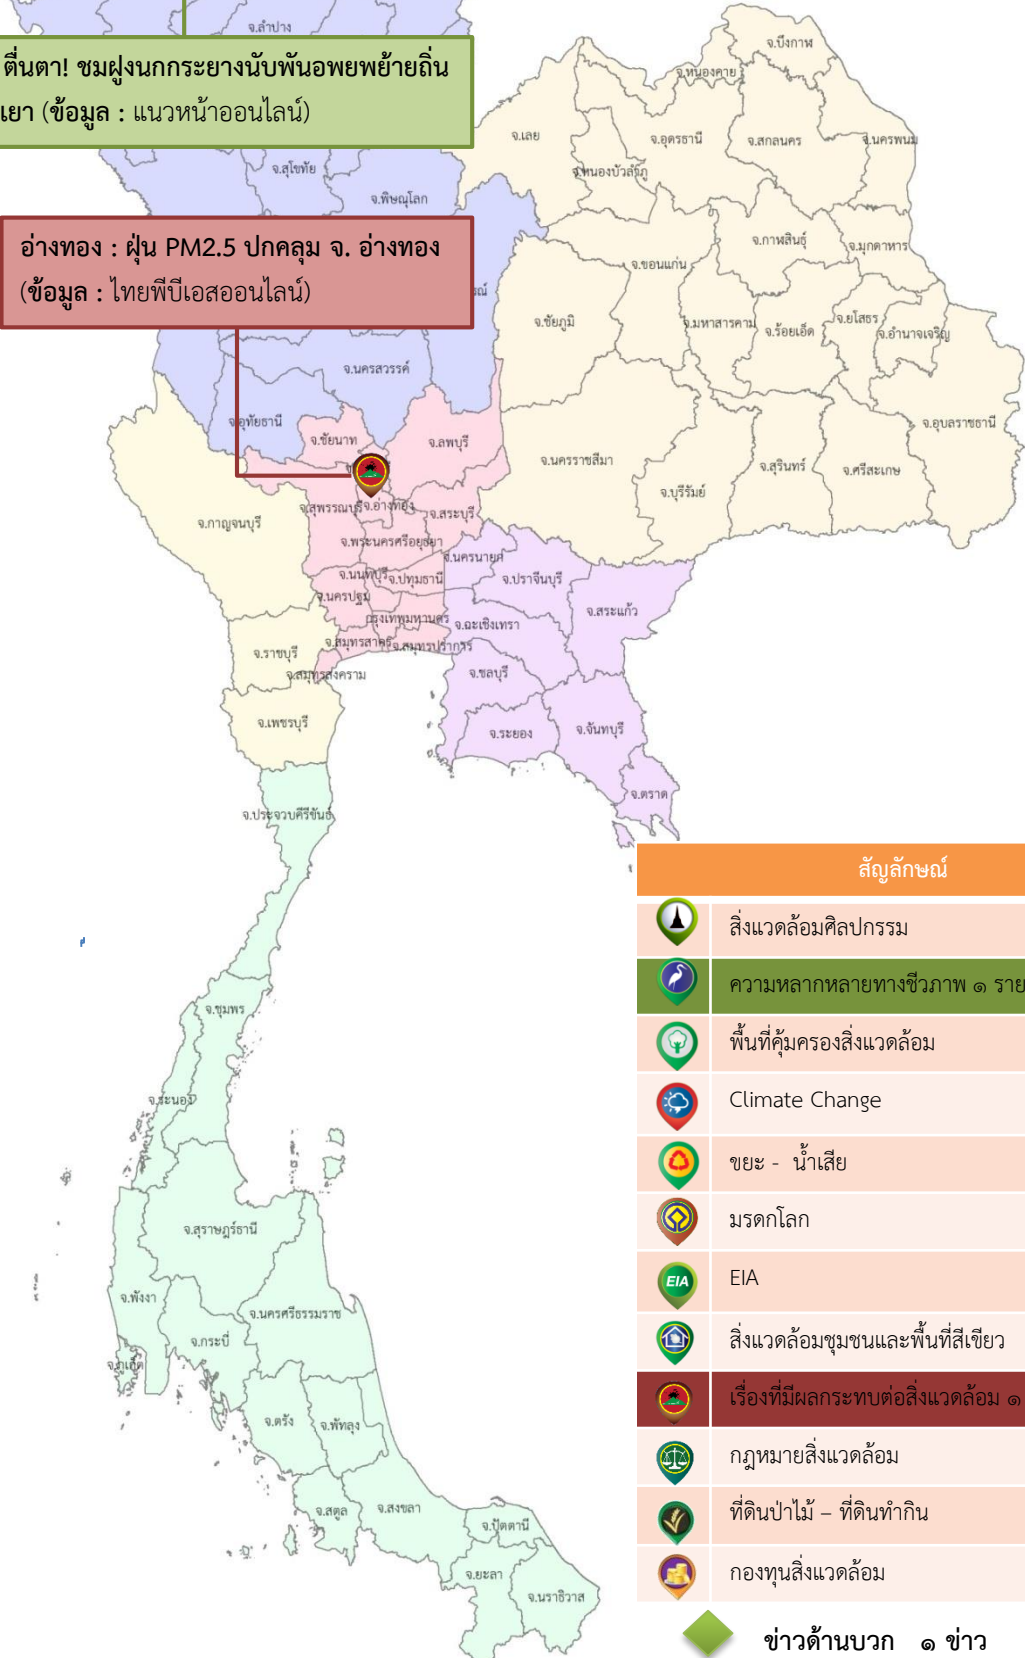 จ.ลำปาง
ตื่นตา! ชมฝูงนกกระยางนับพันอพยพย้ายถิ่น
เยา (ข้อมูล : แนวหน้าออนไลน์)
จ.สุโขทัย
จ.พิษณุโลก
อ่างทอง : ฝุ่น PM2.5 ปกคลุม จ. อ่างทอง
(ข้อมูล : ไทยพีบีเอสออนไลน์)
รณ์
จ.บึงกาฬ
จ.หนองคาย
จ.เลย
จ.อุดรธานี
จ.สกลนคร
จ.นครพนม
จ.หนองบัวลำภู
จ.กาฬสินธุ์
จ.มุกดาหาร
จ.ขอนแก่น
จ.ชัยภูมิ
จ.มหาสารคาม
จ.ร้อยเอ็ด
จ.ยโสธร
จ.อำนาจเจริญ
จ.นครสวรรค์
จ.อุทัยธานี
จ.ชัยนาท
จ.ลพบุรี
จ.นครราชสีมา
จ.บุรีรัมย์
จ.สุรินทร์
จ.ศรีสะเกษ
จ.อุบลราชธานี
จ.กาญจนบุรี
จ.สุพรรณบุรี
จ.อ่างทอง
จ.สระบุรี
จ.พระนครศรีอยุธยา
จ.นครนายก
จ.นนทบุรี
จ.ปทุมธานี
จ.ปราจีนบุรี
จ.นครปฐม
กรุงเทพมหานคร
จ.ฉะเชิงเทรา
จ.สระแก้ว
จ.สมุทรสาคร
จ.สมุทรปราการ
จ.ราชบุรี
จ.สมุทรสงคราม
จ.ชลบุรี
จ.เพชรบุรี
จ.ระยอง
จ.จันทบุรี
จ.ตราด
จ.ประจวบคีรีขันธ์
จ.ชุมพร
จ.ระนอง
จ.สุราษฎร์ธานี
จ.พังงา
จ.นครศรีธรรมราช
จ.กระบี่
จ.ภูเก็ต
จ.ตรัง
จ.พัทลุง
จ.สตูล
จ.สงขลา
จ.ปัตตานี
จ.ยะลา
จ.นราธิวาส
สัญลักษณ์
สิ่งแวดล้อมศิลปกรรม
ความหลากหลายทางชีวภาพ ๑ ราย
พื้นที่คุ้มครองสิ่งแวดล้อม
Climate Change
ขยะ - น้ำเสีย
มรดกโลก
EIA EIA
สิ่งแวดล้อมชุมชนและพื้นที่สีเขียว
เรื่องที่มีผลกระทบต่อสิ่งแวดล้อม ๑
กฎหมายสิ่งแวดล้อม
ที่ดินป่าไม้ – ที่ดินทำกิน
กองทุนสิ่งแวดล้อม
ข่าวด้านบวก ๑ ข่าว